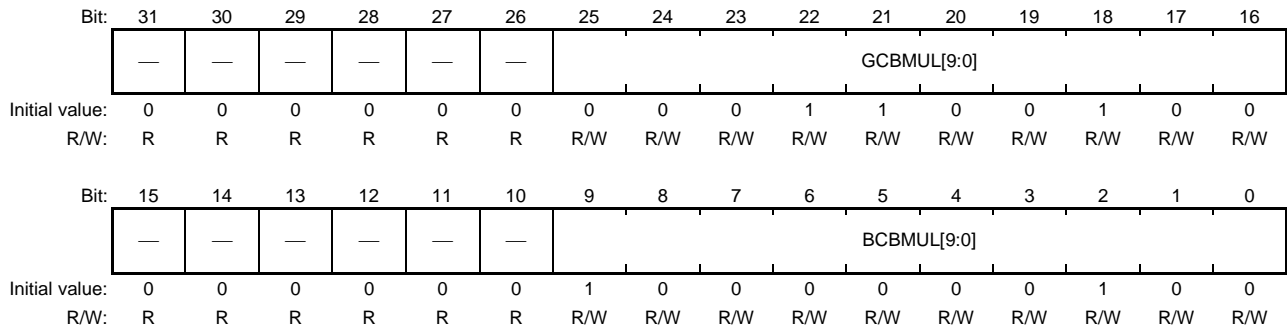 Bit: 31 30 29 28 27 26 25 24 23 22 21 20 19 18 17 16
— — — — — — GCBMUL[9:0]
Initial value: 0 0 0 0 0 0 0 0 0 1 1 0 0 1 0 0
R/W: R R R R R R R/W R/W R/W R/W R/W R/W R/W R/W R/W R/W
Bit: 15 14 13 12 11 10 9 8 7 6 5 4 3 2 1 0
— — — — — — BCBMUL[9:0]
Initial value: 0 0 0 0 0 0 1 0 0 0 0 0 0 1 0 0
R/W: R R R R R R R/W R/W R/W R/W R/W R/W R/W R/W R/W R/W